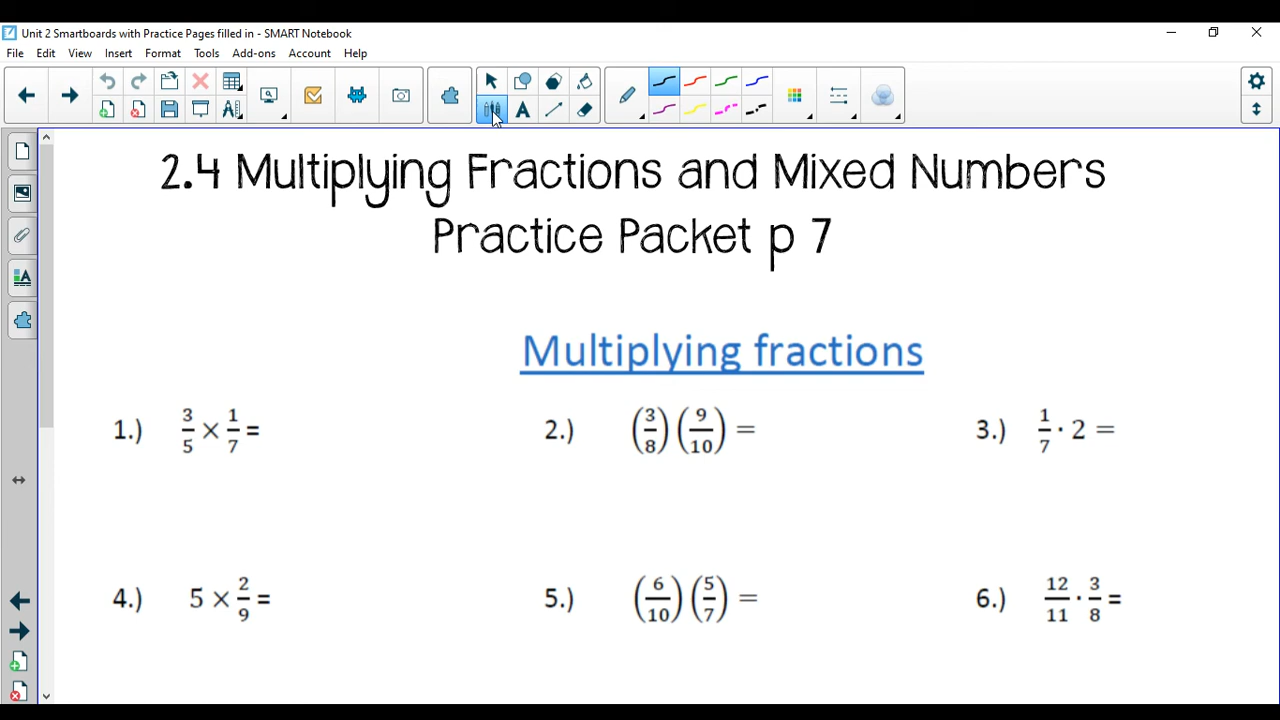 Unit 2 Smartboards with Practice Pages filled in - SMART Notebook
File Edit View Insert Format Tools Add-ons Account Help
2.4 Multiplying Fractions and Mixed Numbers
Practice Packet p 7
Multiplying fractions
1.) 3/5 × 1/7 = 2.) (3/8)(9/10) = 3.) 1/7 · 2 =
4.) 5 × 2/9 = 5.) (6/10)(5/7) = 6.) 12/11 · 3/8 =